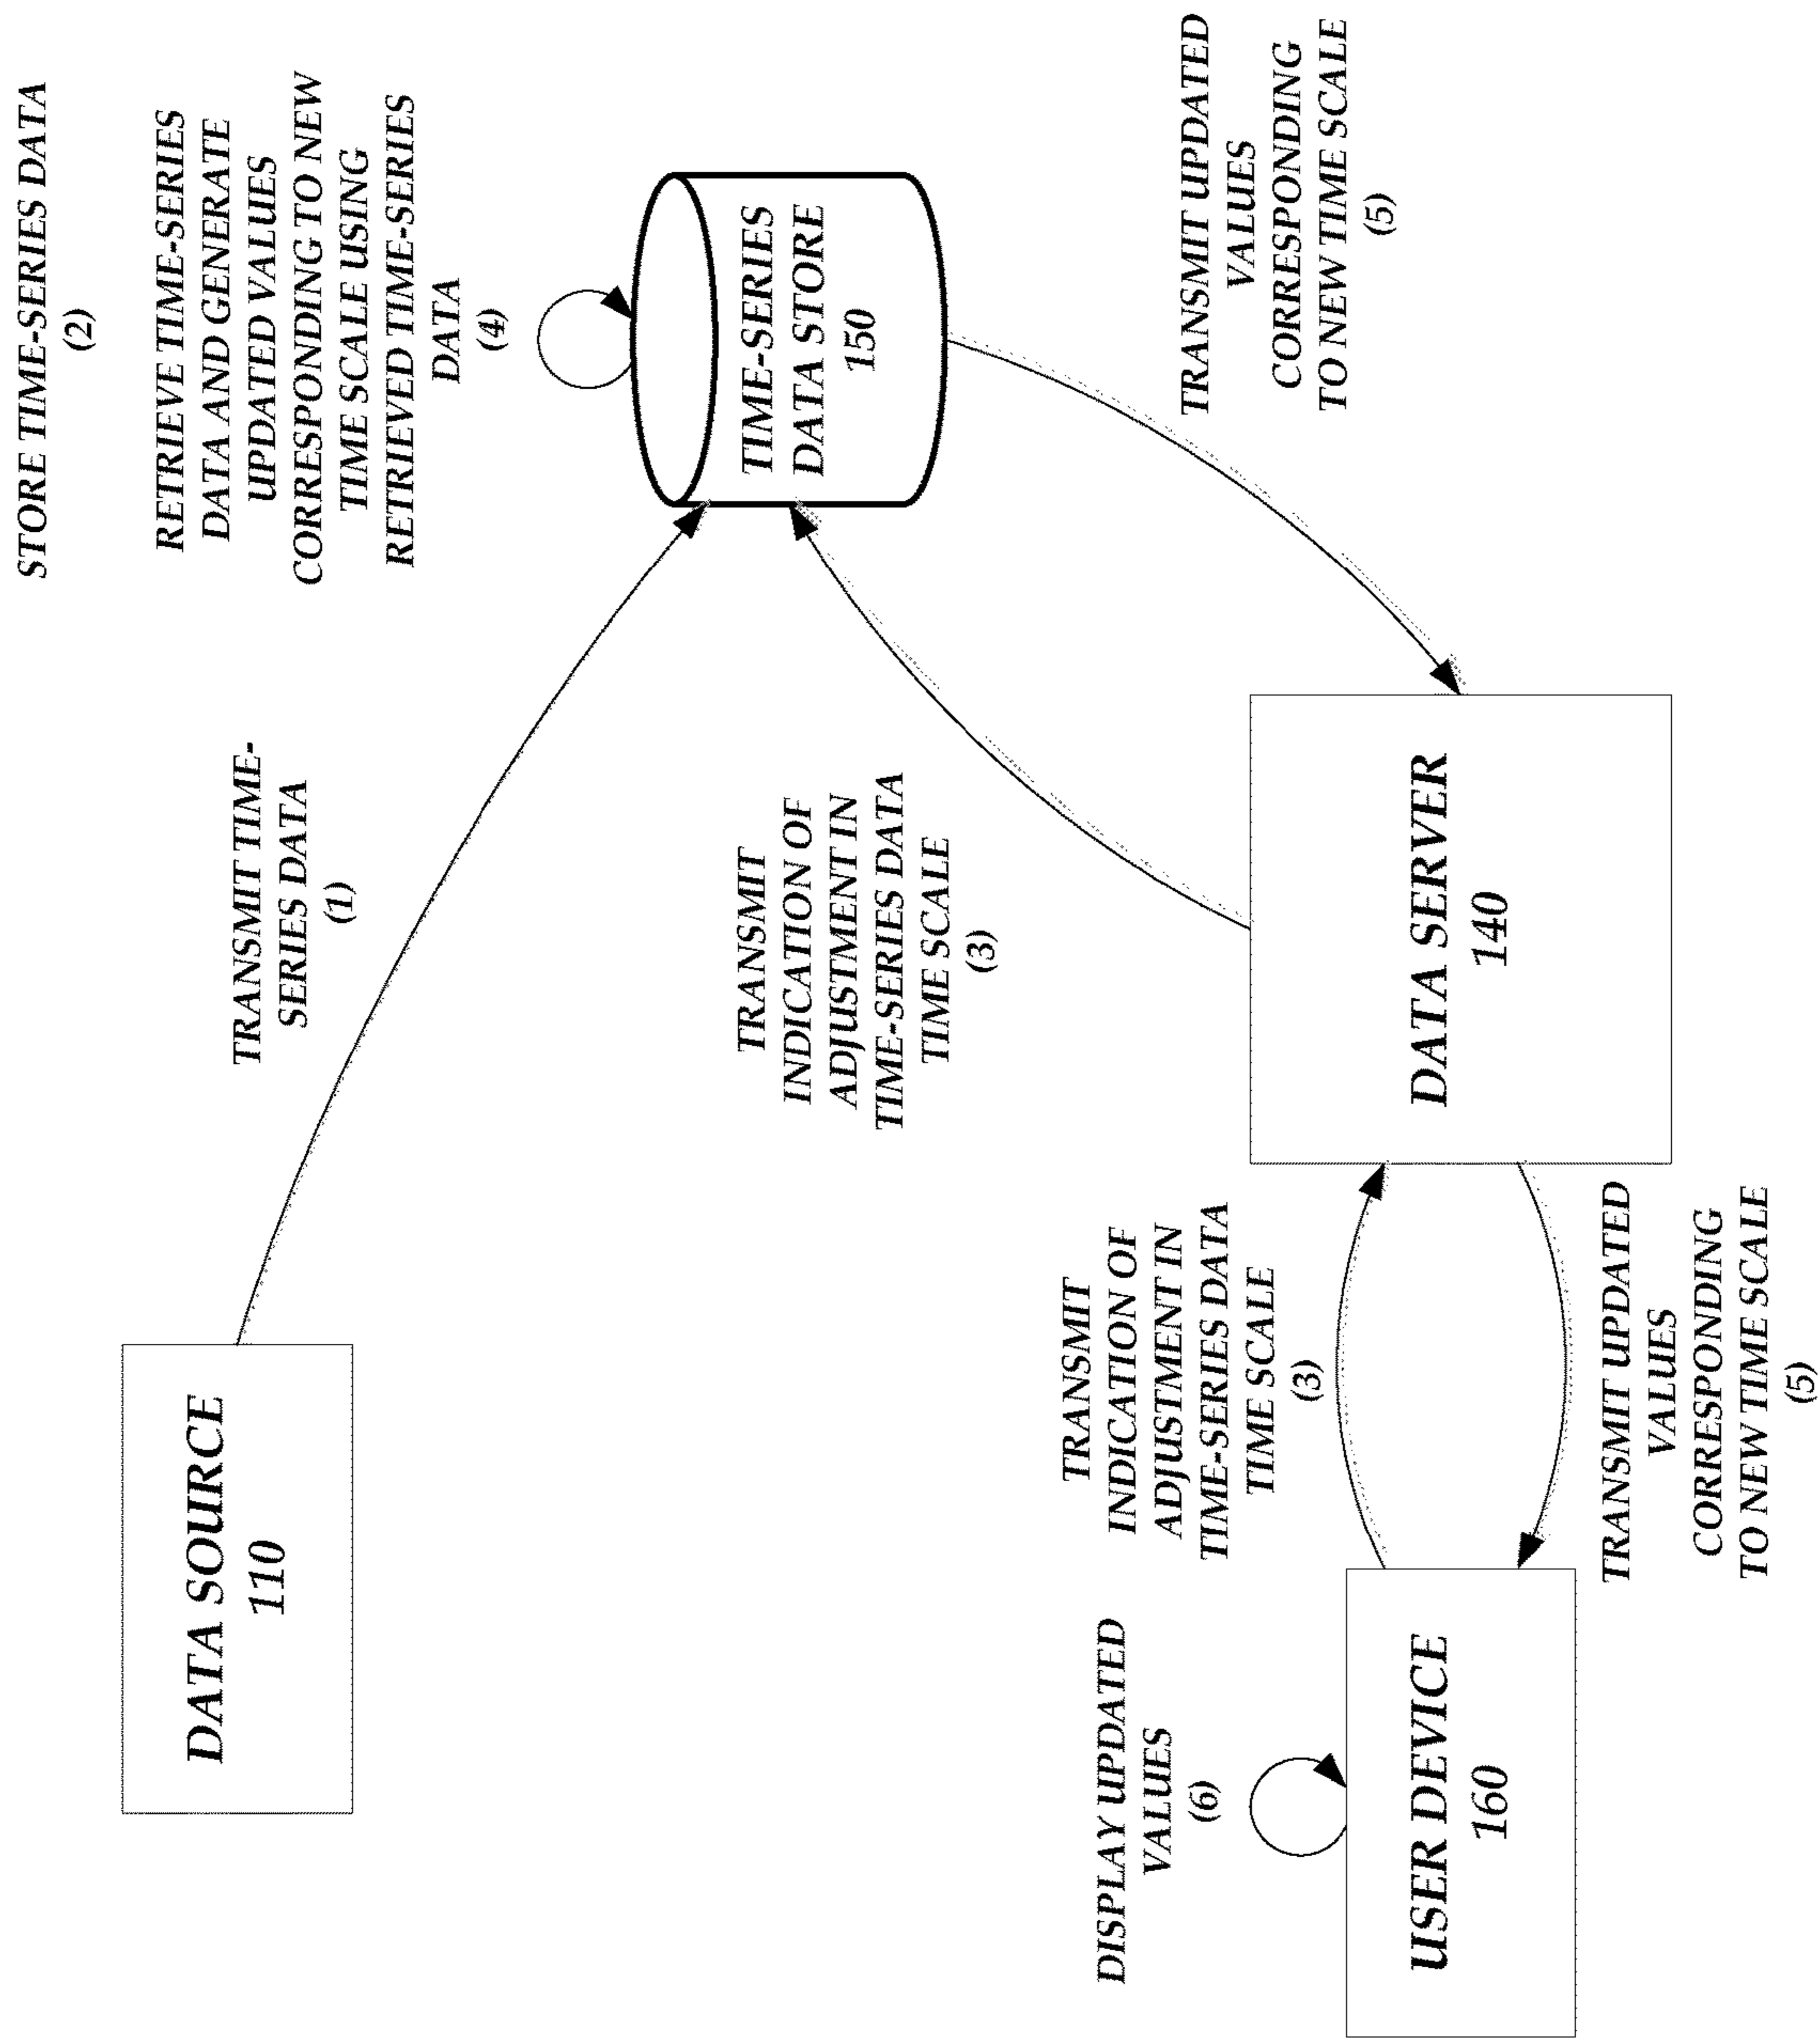 STORE TIME-SERIES DATA
(2)
RETRIEVE TIME-SERIES
DATA AND GENERATE
UPDATED VALUES
CORRESPONDING TO NEW
TIME SCALE USING
RETRIEVED TIME-SERIES
DATA
(4)
TRANSMIT TIME-
SERIES DATA
(1)
DATA SOURCE
110
TIME-SERIES
DATA STORE
150
TRANSMIT
INDICATION OF
ADJUSTMENT IN
TIME-SERIES DATA
TIME SCALE
(3)
TRANSMIT UPDATED
VALUES
CORRESPONDING
TO NEW TIME SCALE
(5)
DISPLAY UPDATED
VALUES
(6)
TRANSMIT
INDICATION OF
ADJUSTMENT IN
TIME-SERIES DATA
TIME SCALE
(3)
USER DEVICE
160
DATA SERVER
140
TRANSMIT UPDATED
VALUES
CORRESPONDING
TO NEW TIME SCALE
(5)